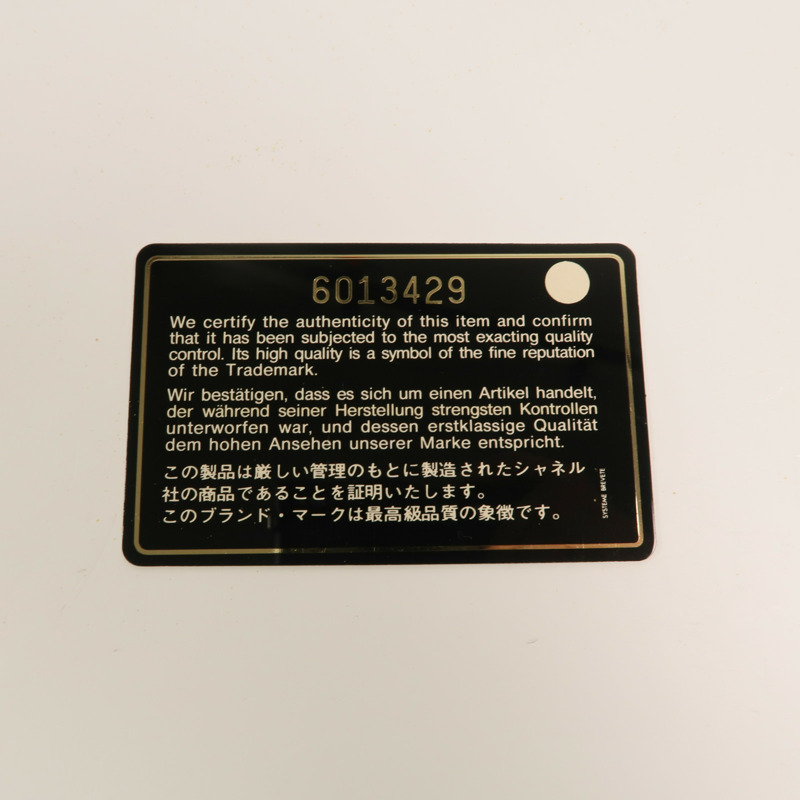 6013429
We certify the authenticity of this item and confirm
that it has been subjected to the most exacting quality
control. Its high quality is a symbol of the fine reputation
of the Trademark.
Wir bestätigen, dass es sich um einen Artikel handelt,
der während seiner Herstellung strengsten Kontrollen
unterworfen war, und dessen erstklassige Qualität
dem hohen Ansehen unserer Marke entspricht.
この製品は厳しい管理のもとに製造されたシャネル
社の商品であることを証明いたします。
このブランド・マークは最高級品質の象徴です。
SYSTEME BREVETE